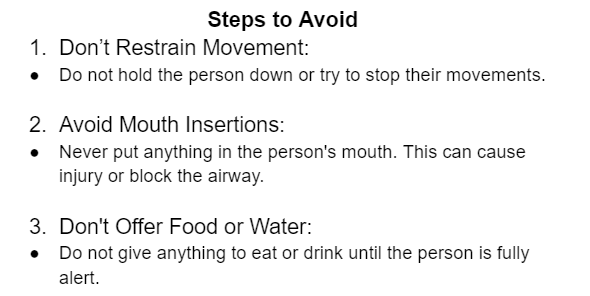 Steps to Avoid
1. Don’t Restrain Movement:
● Do not hold the person down or try to stop their movements.
2. Avoid Mouth Insertions:
● Never put anything in the person's mouth. This can cause
injury or block the airway.
3. Don't Offer Food or Water:
● Do not give anything to eat or drink until the person is fully
alert.